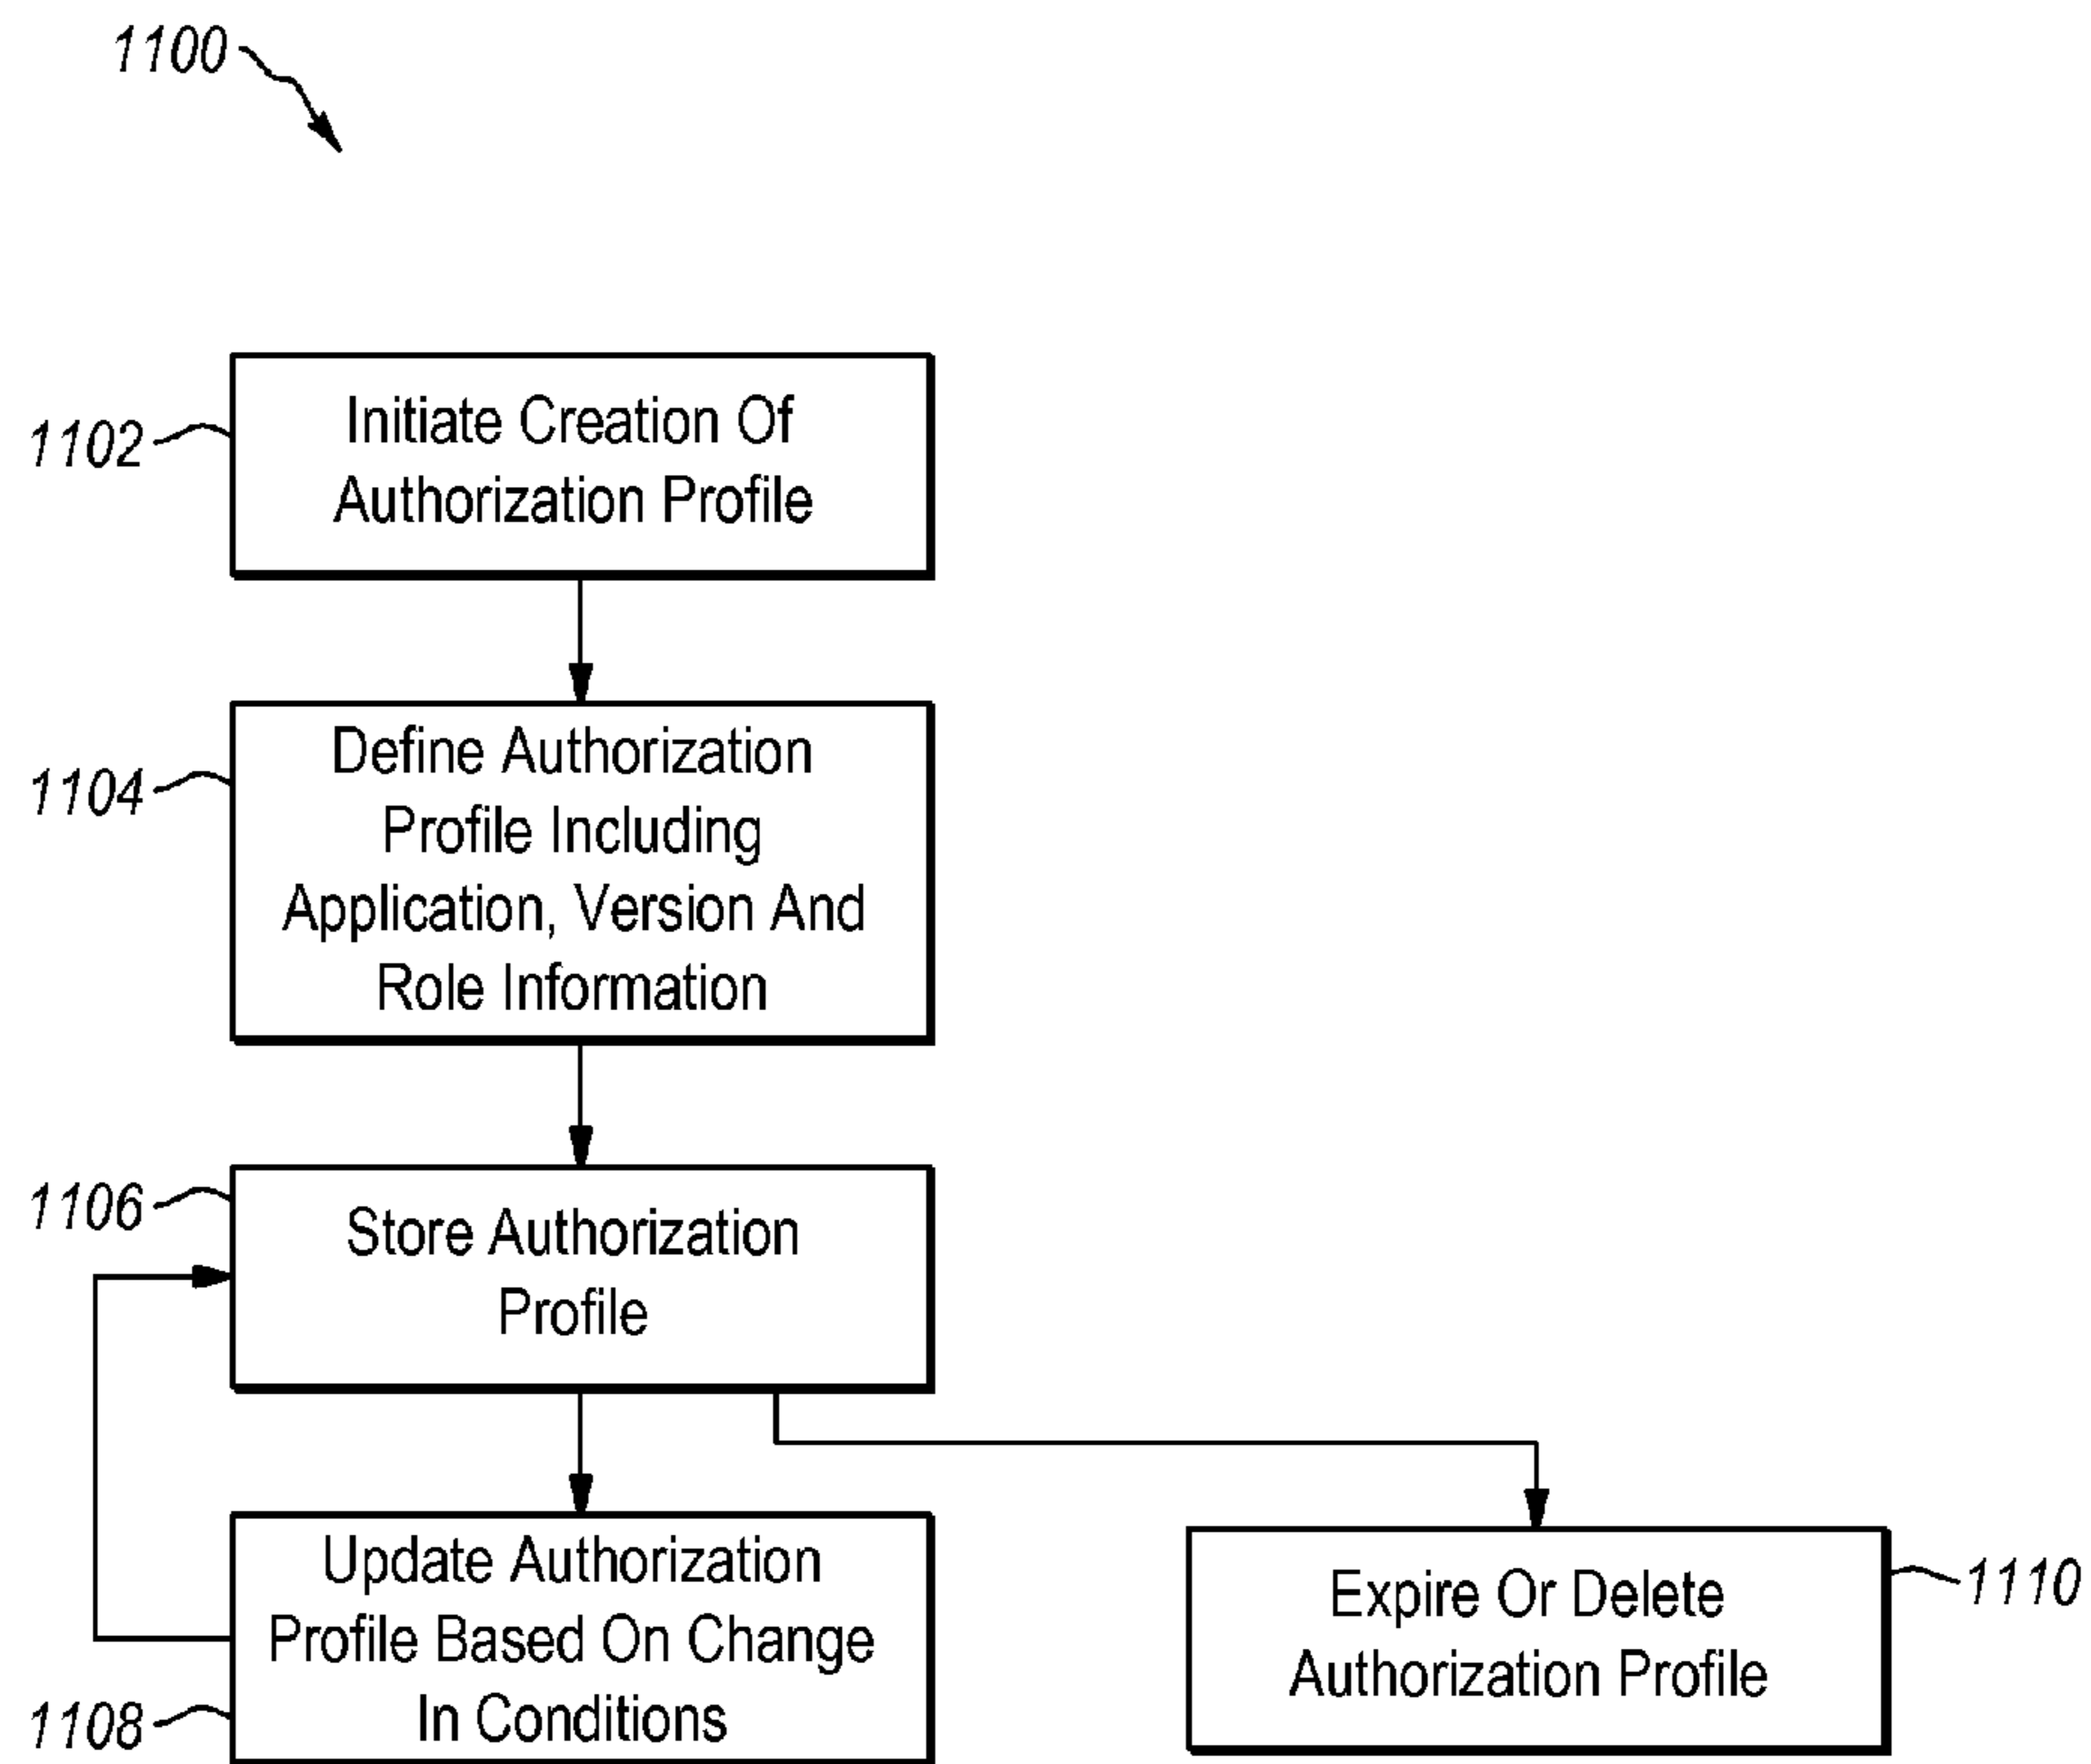 1100
1102
Initiate Creation Of
Authorization Profile
1104
Define Authorization
Profile Including
Application, Version And
Role Information
1106
Store Authorization
Profile
Update Authorization
Profile Based On Change
In Conditions
1108
Expire Or Delete
Authorization Profile
1110